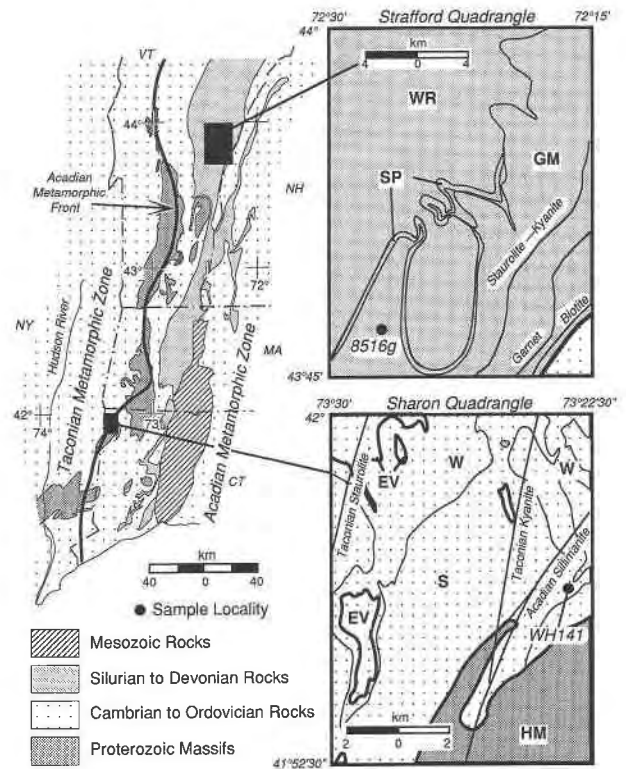 VT
44°
Acadian
Metamorphic
Front
NH
43°
72°
NY
Hudson River
Taconian Metamorphic Zone
MA
Acadian Metamorphic Zone
42°
74°
73°
CT
km
40 0 40
Sample Locality
Mesozoic Rocks
Silurian to Devonian Rocks
Cambrian to Ordovician Rocks
Proterozoic Massifs
72°30' Strafford Quadrangle 72°15'
44°
km
4 0 4
WR
GM
SP
Staurolite—Kyanite
Garnet
Biotite
8516g
43°45'
73°30' Sharon Quadrangle 73°22'30"
42°
EV
W
W
Taconian Staurolite
Taconian Kyanite
Acadian Sillimanite
S
EV
WH141
km
2 0 2
HM
41°52'30"